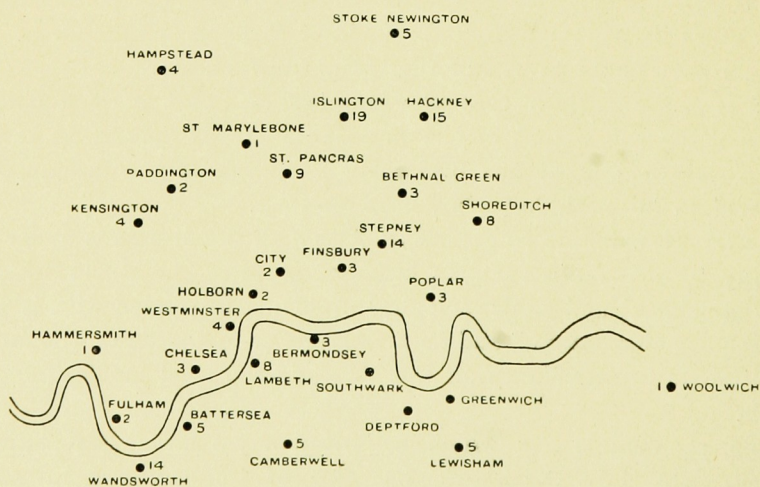 STOKE NEWINGTON
5
HAMPSTEAD
4
ISLINGTON HACKNEY
19 15
ST MARYLEBONE
1
ST. PANCRAS
9
PADDINGTON
2
BETHNAL GREEN
3
KENSINGTON
4
SHOREDITCH
8
STEPNEY
14
FINSBURY
3
CITY
2
POPLAR
3
HOLBORN 2
WESTMINSTER
4
HAMMERSMITH
1
3
BERMONDSEY
CHELSEA
3
8
LAMBETH
SOUTHWARK
1 WOOLWICH
GREENWICH
FULHAM
2
BATTERSEA
5
DEPTFORD
5
CAMBERWELL
5
LEWISHAM
14
WANDSWORTH